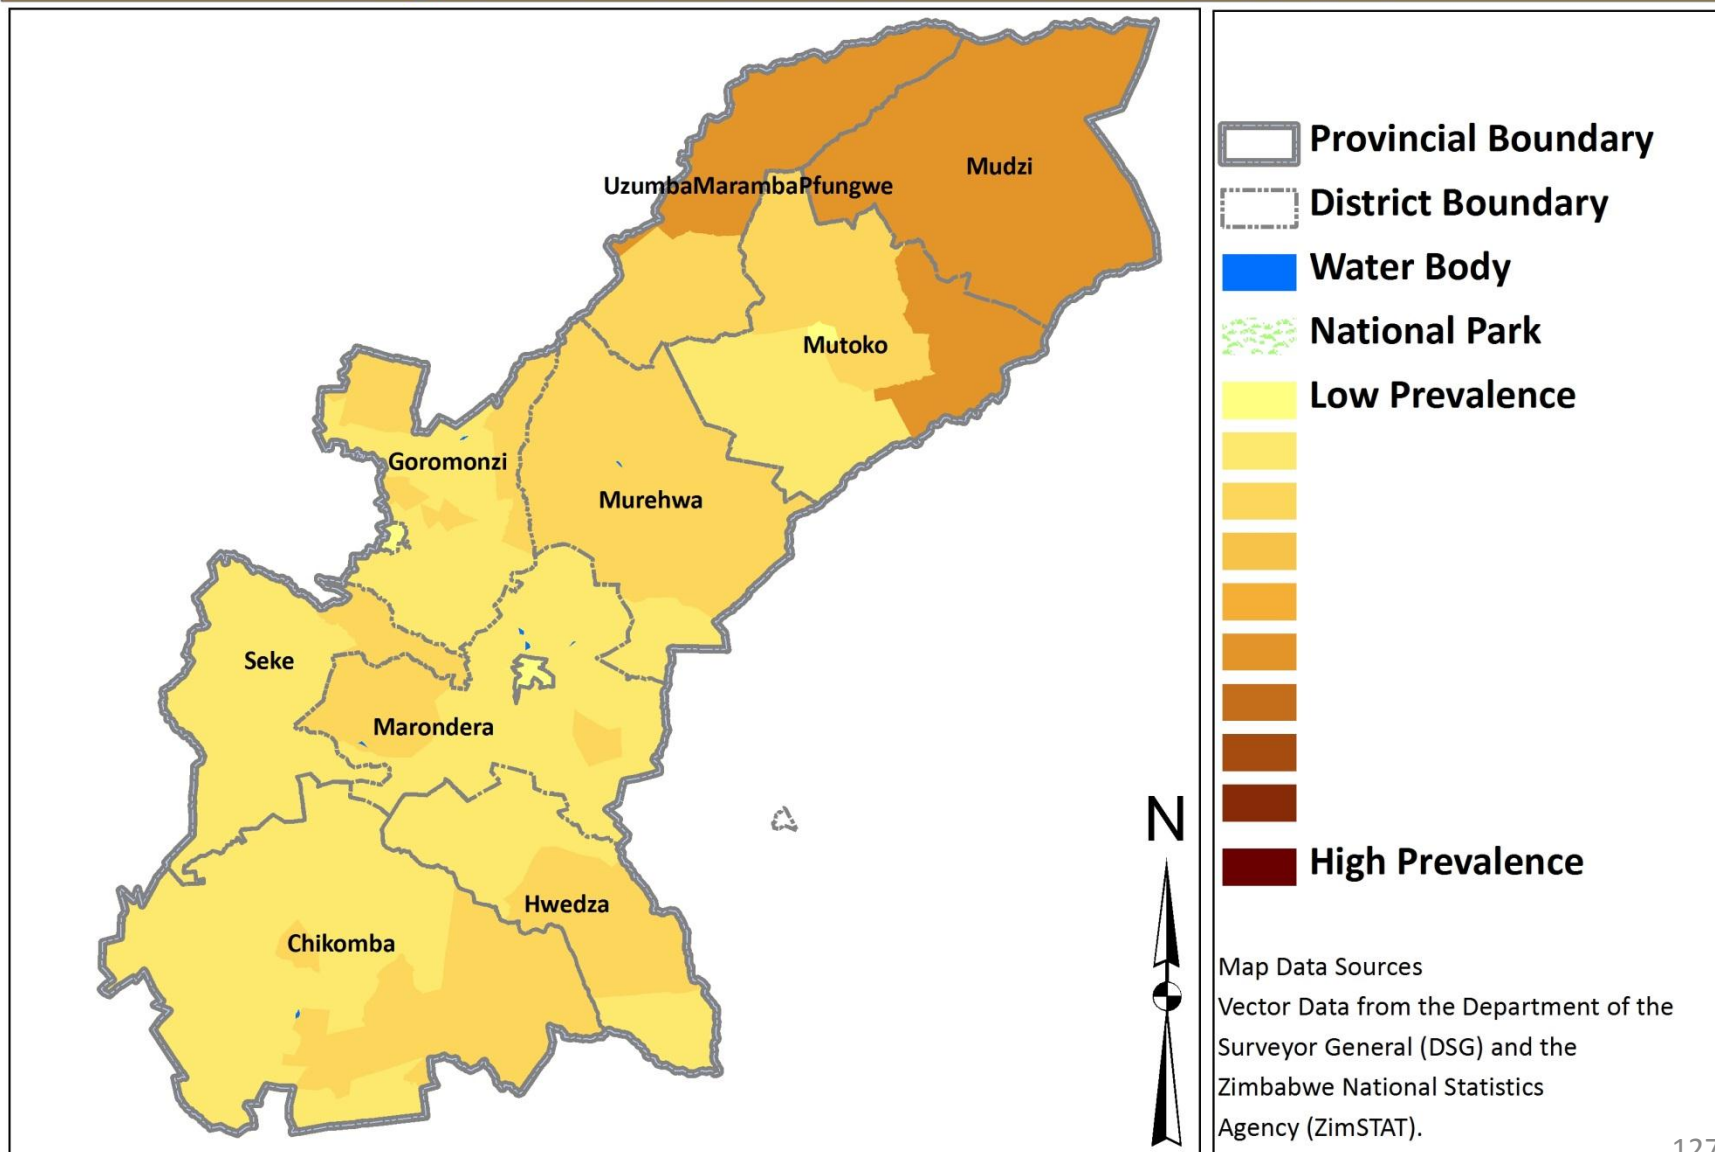 UzumbaMarambaPfungwe
Mudzi
Mutoko
Goromonzi
Murehwa
Seke
Marondera
Hwedza
Chikomba
N
Provincial Boundary
District Boundary
Water Body
National Park
Low Prevalence
High Prevalence
Map Data Sources
Vector Data from the Department of the
Surveyor General (DSG) and the
Zimbabwe National Statistics
Agency (ZimSTAT).
127